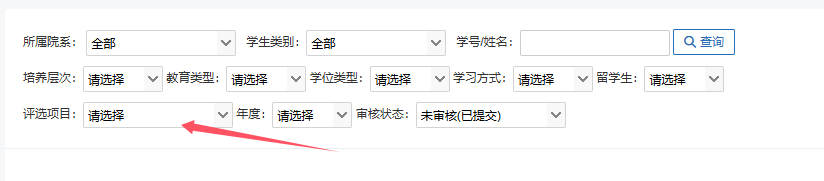 所属院系: 全部 学生类别: 全部 学号/姓名: 查询
培养层次: 请选择 教育类型: 请选择 学位类型: 请选择 学习方式: 请选择 留学生: 请选择
评选项目: 请选择 年度: 请选择 审核状态: 未审核(已提交)